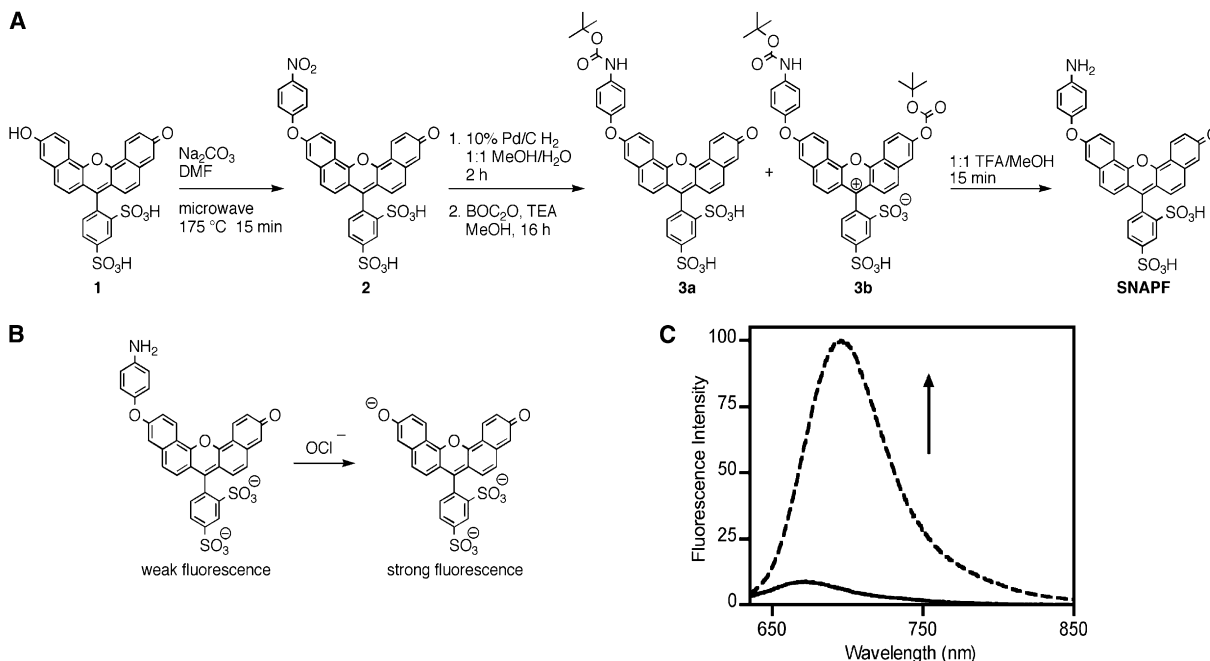 A
HO
O
O
SO3H
SO3H
1
Na2CO3
DMF
microwave
175 °C 15 min
NO2
O
O
O
SO3H
SO3H
2
1. 10% Pd/C H2
1:1 MeOH/H2O
2 h
2. BOC2O, TEA
MeOH, 16 h
O
O
NH
O
O
O
SO3H
SO3H
3a
+
O
O
NH
O
O
O
O
O
⊕
SO3⊖
SO3H
3b
1:1 TFA/MeOH
15 min
NH2
O
O
O
SO3H
SO3H
SNAPF
B
NH2
O
O
O
SO3⊖
SO3⊖
weak fluorescence
OCl−
⊖O
O
O
SO3⊖
SO3⊖
strong fluorescence
C
Fluorescence Intensity
100
75
50
25
0
650
750
850
Wavelength (nm)